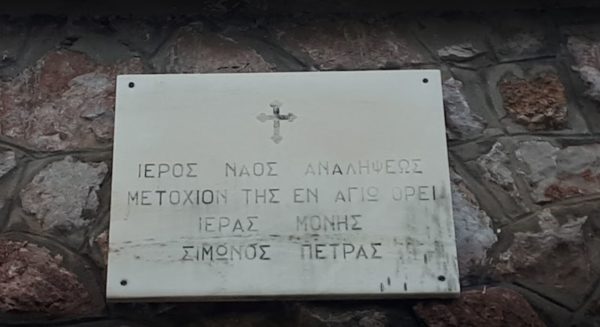 ΙΕΡΟΣ ΝΑΟΣ ΑΝΑΛΗΨΕΩΣ
ΜΕΤΟΧΙΟΝ ΤΗΣ ΕΝ ΑΓΙΩ ΟΡΕΙ
ΙΕΡΑΣ ΜΟΝΗΣ
ΣΙΜΩΝΟΣ ΠΕΤΡΑΣ